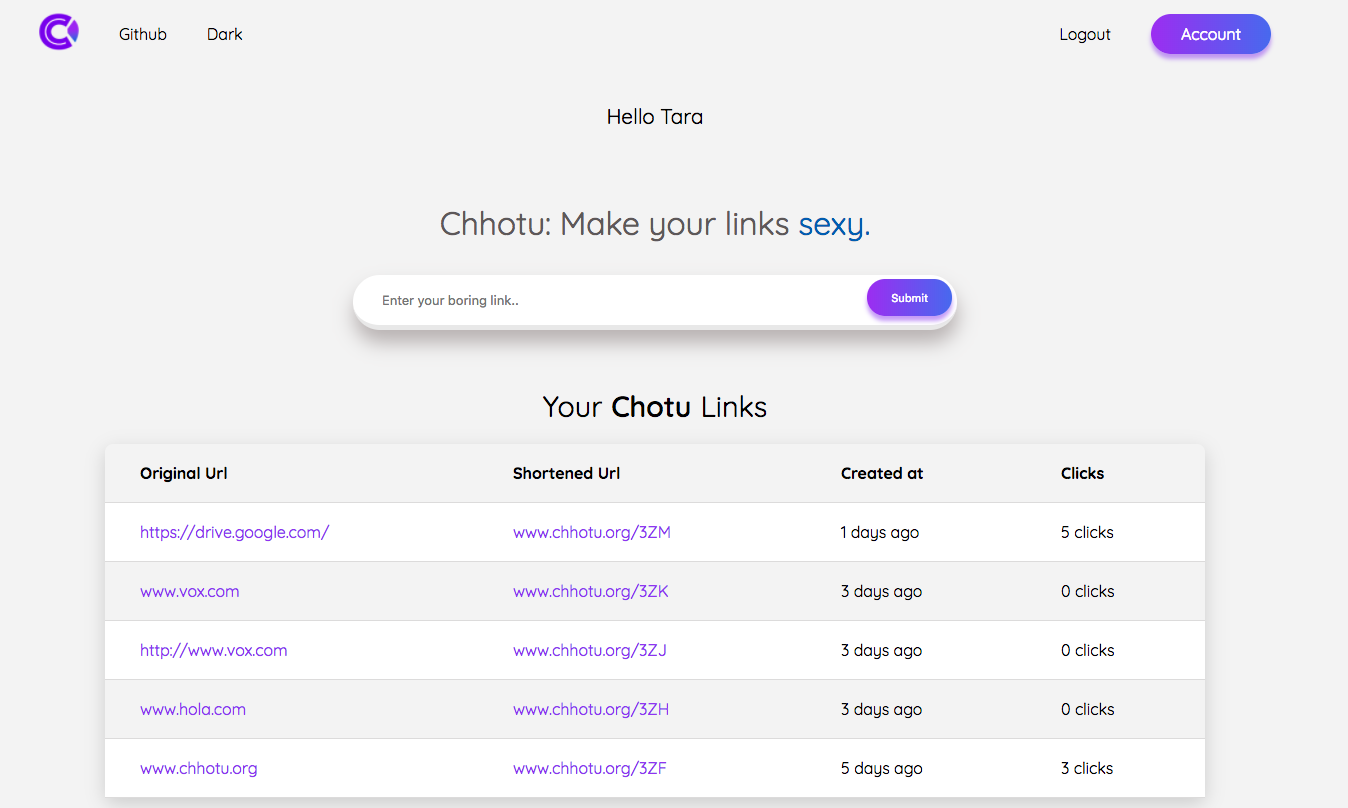 Github Dark Logout Account
Hello Tara
Chhotu: Make your links sexy.
Enter your boring link.. Submit
Your Chotu Links
Original Url Shortened Url Created at Clicks
https://drive.google.com/ www.chhotu.org/3ZM 1 days ago 5 clicks
www.vox.com www.chhotu.org/3ZK 3 days ago 0 clicks
http://www.vox.com www.chhotu.org/3ZJ 3 days ago 0 clicks
www.hola.com www.chhotu.org/3ZH 3 days ago 0 clicks
www.chhotu.org www.chhotu.org/3ZF 5 days ago 3 clicks